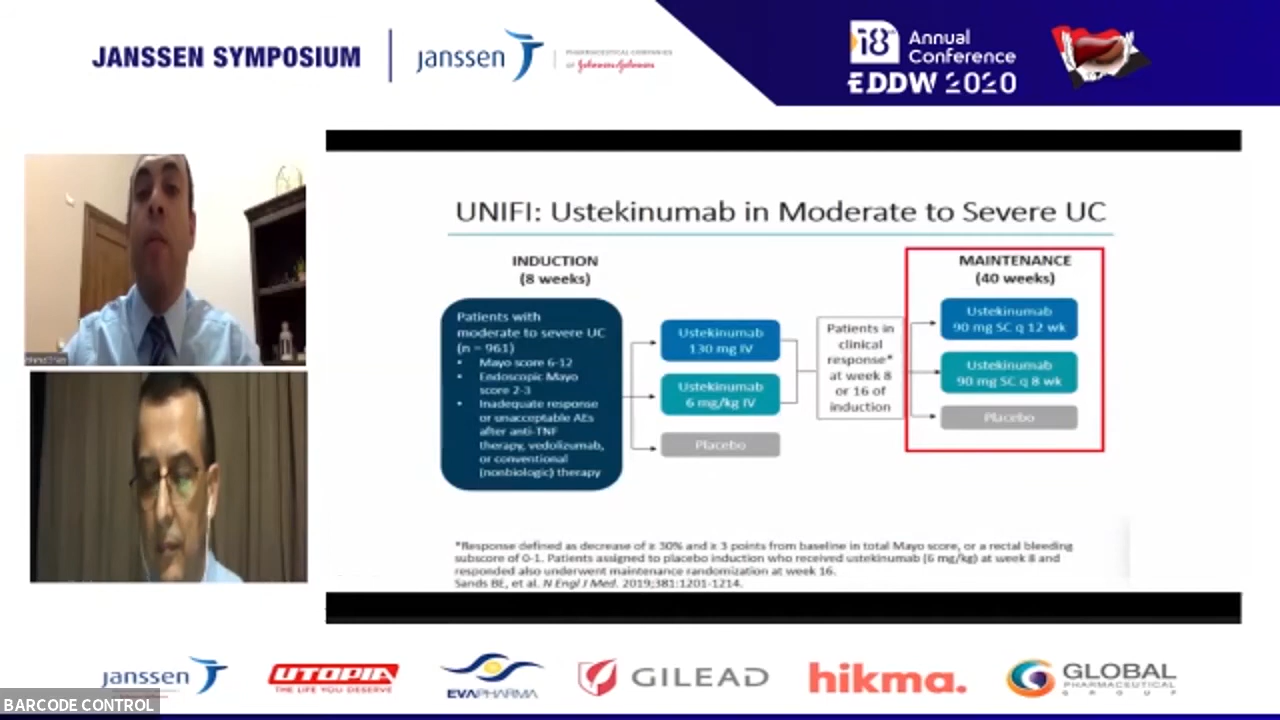 JANSSEN SYMPOSIUM
janssen
PHARMACEUTICAL COMPANIES
OF Johnson & Johnson
18th Annual
Conference
EDDW 2020
UNIFI: Ustekinumab in Moderate to Severe UC
INDUCTION
(8 weeks)
MAINTENANCE
(40 weeks)
Patients with
moderate to severe UC
(n = 961)
• Mayo score 6-12
• Endoscopic Mayo
score 2-3
• Inadequate response
or unacceptable AEs
after anti-TNF
therapy, vedolizumab,
or conventional
(nonbiologic) therapy
Ustekinumab
130 mg IV
Ustekinumab
6 mg/kg IV
Placebo
Patients in
clinical
response*
at week 8
or 16 of
induction
Ustekinumab
90 mg SC q 12 wk
Ustekinumab
90 mg SC q 8 wk
Placebo
*Response defined as decrease of ≥ 30% and ≥ 3 points from baseline in total Mayo score, or a rectal bleeding
subscore of 0-1. Patients assigned to placebo induction who received ustekinumab (6 mg/kg) at week 8 and
responded also underwent maintenance randomization at week 16.
Sands BE, et al. N Engl J Med. 2019;381:1201-1214.
janssen
UTOPIA
THE LIFE YOU DESERVE
EVAPHARMA
GILEAD
hikma.
GLOBAL
PHARMACEUTICAL
GROUP
BARCODE CONTROL